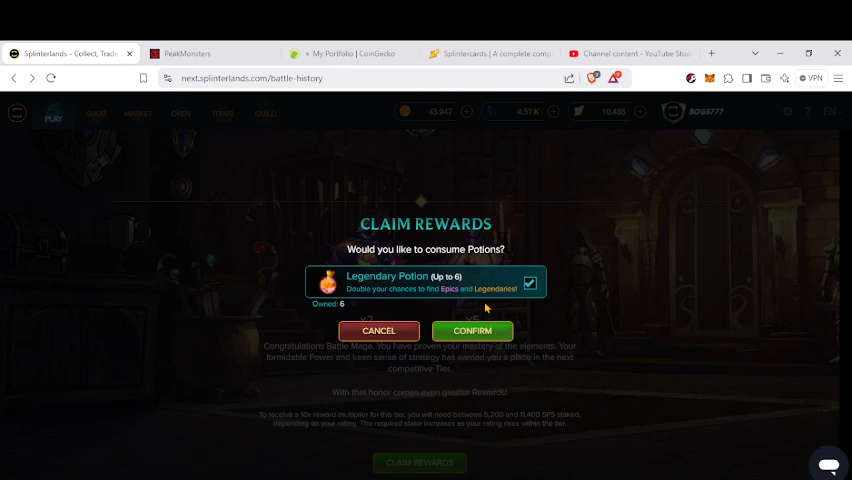 Splinterlands - Collect, Trade
PeakMonsters
My Portfolio | CoinGecko
Splintercards | A complete comp
Channel content - YouTube Stud
next.splinterlands.com/battle-history
VPN
PLAY
SHOP
MARKET
OPEN
ITEMS
GUILD
43.947
4.57 K
10.486
BOGS777
EN
CLAIM REWARDS
Would you like to consume Potions?
Legendary Potion (Up to 6)
Double your chances to find Epics and Legendaries!
Owned: 6
x2
x5
CANCEL
CONFIRM
Congratulations Battle Mage. You have proven your mastery of the elements. Your
formidable Power and keen sense of strategy has earned you a place in the next
competitive Tier.
With that honor comes even greater Rewards!
To receive a 10x reward multiplier for this tier, you will need between 5,200 and 11,400 SPS staked,
depending on your rating. The required stake increases as your rating rises within the tier.
CLAIM REWARDS